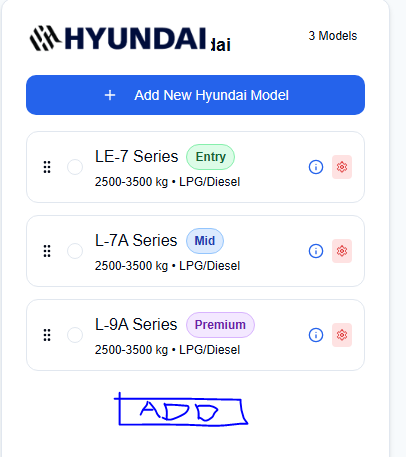 HYUNDAI dai
3 Models
+ Add New Hyundai Model
LE-7 Series Entry
2500-3500 kg • LPG/Diesel
L-7A Series Mid
2500-3500 kg • LPG/Diesel
L-9A Series Premium
2500-3500 kg • LPG/Diesel
ADD